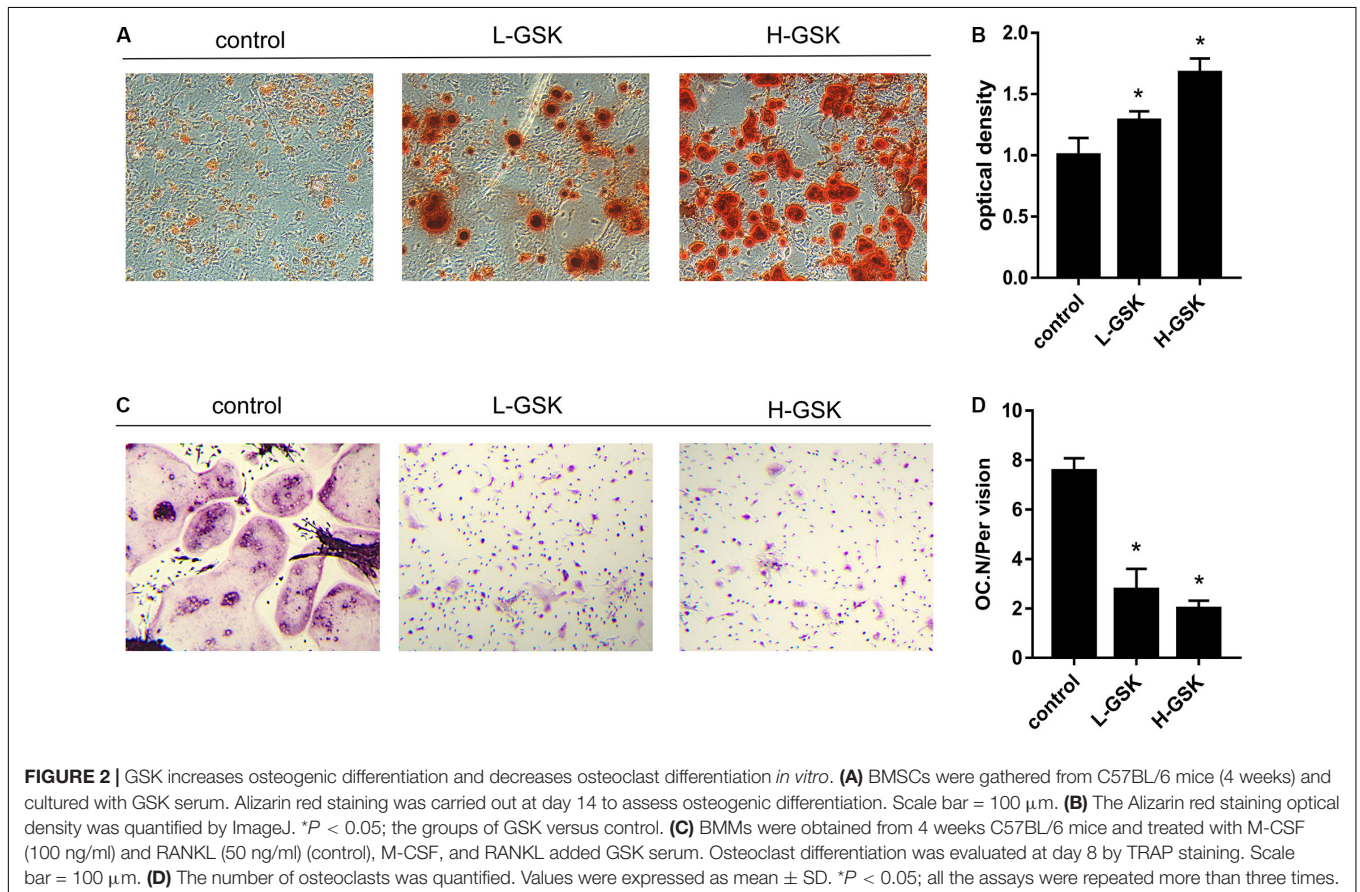 A
control
L-GSK
H-GSK
B
optical density
2.0
1.5
1.0
0.5
0.0
*
*
control
L-GSK
H-GSK
C
control
L-GSK
H-GSK
D
OC.N/Per vision
10
8
6
4
2
0
*
*
control
L-GSK
H-GSK
FIGURE 2 | GSK increases osteogenic differentiation and decreases osteoclast differentiation in vitro. (A) BMSCs were gathered from C57BL/6 mice (4 weeks) and
cultured with GSK serum. Alizarin red staining was carried out at day 14 to assess osteogenic differentiation. Scale bar = 100 μm. (B) The Alizarin red staining optical
density was quantified by ImageJ. *P < 0.05; the groups of GSK versus control. (C) BMMs were obtained from 4 weeks C57BL/6 mice and treated with M-CSF
(100 ng/ml) and RANKL (50 ng/ml) (control), M-CSF, and RANKL added GSK serum. Osteoclast differentiation was evaluated at day 8 by TRAP staining. Scale
bar = 100 μm. (D) The number of osteoclasts was quantified. Values were expressed as mean ± SD. *P < 0.05; all the assays were repeated more than three times.